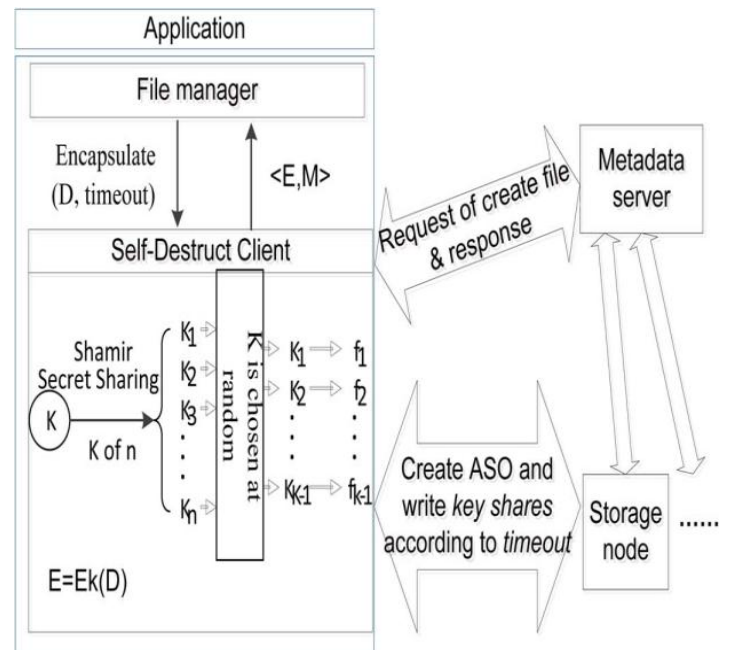 Application
File manager
Encapsulate
(D, timeout)
<E,M>
Self-Destruct Client
Shamir
Secret Sharing
K
K of n
K1
K2
K3
Kn
K is chosen at
random
K1
K2
KK-1
f1
f2
fk-1
E=Ek(D)
Request of create file
& response
Metadata
server
Create ASO and
write key shares
according to timeout
Storage
node
......